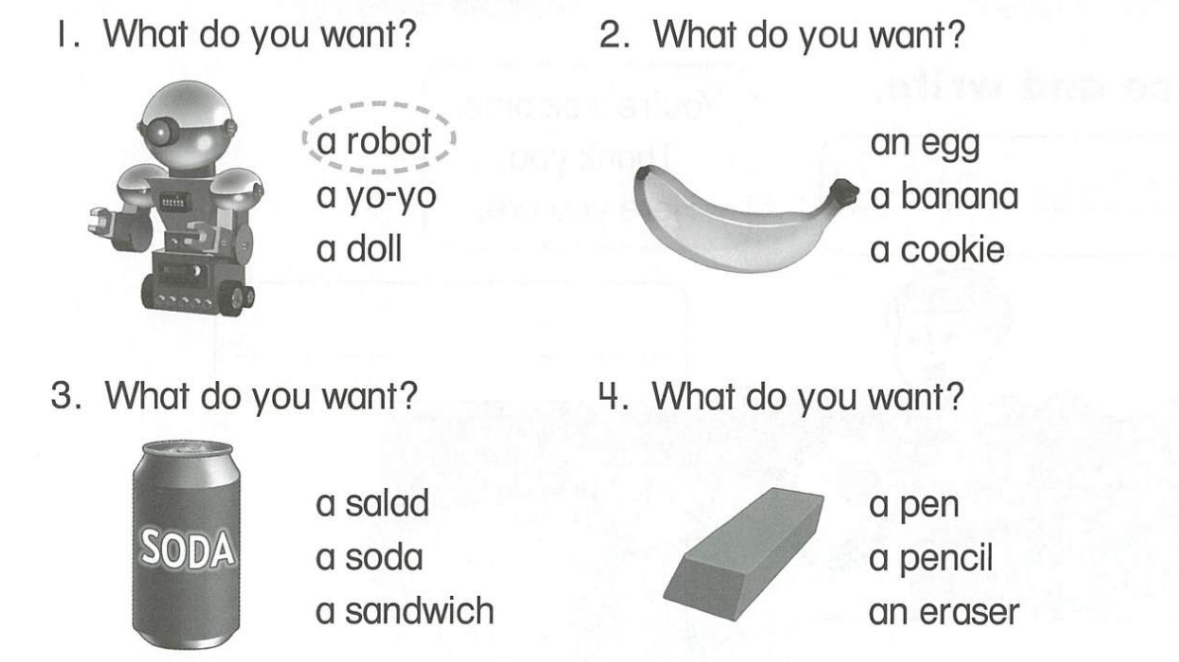 1. What do you want?
a robot
a yo-yo
a doll
2. What do you want?
an egg
a banana
a cookie
3. What do you want?
SODA
a salad
a soda
a sandwich
4. What do you want?
a pen
a pencil
an eraser